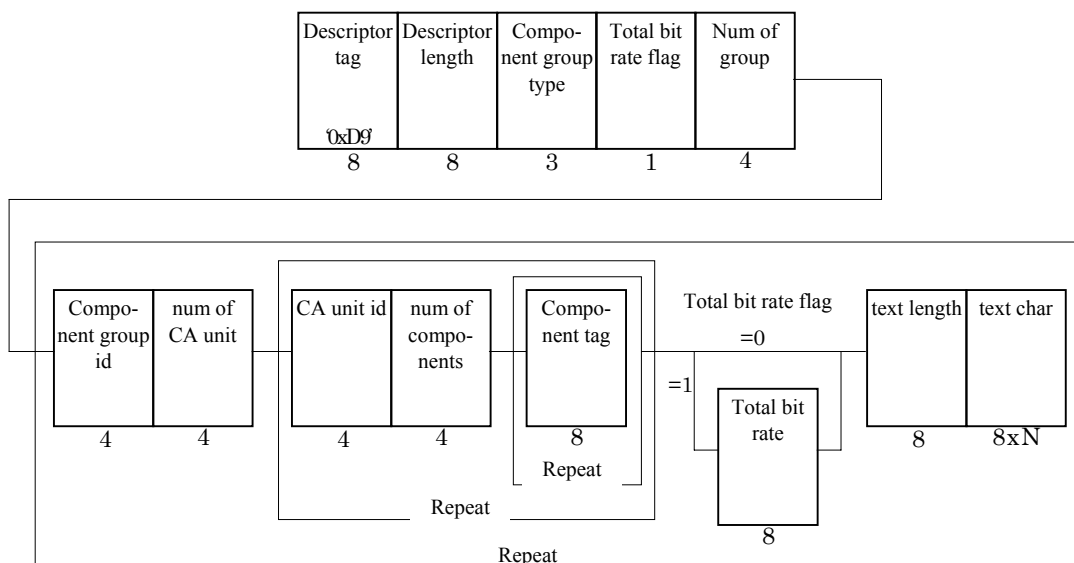 Descriptor
tag
‘0xD9’
8
Descriptor
length
8
Compo-
nent group
type
3
Total bit
rate flag
1
Num of
group
4
Compo-
nent group
id
4
num of
CA unit
4
CA unit id
4
num of
compo-
nents
4
Compo-
nent tag
8
Repeat
Repeat
Repeat
Total bit rate flag
=0
=1
Total bit
rate
8
text length
8
text char
8xN